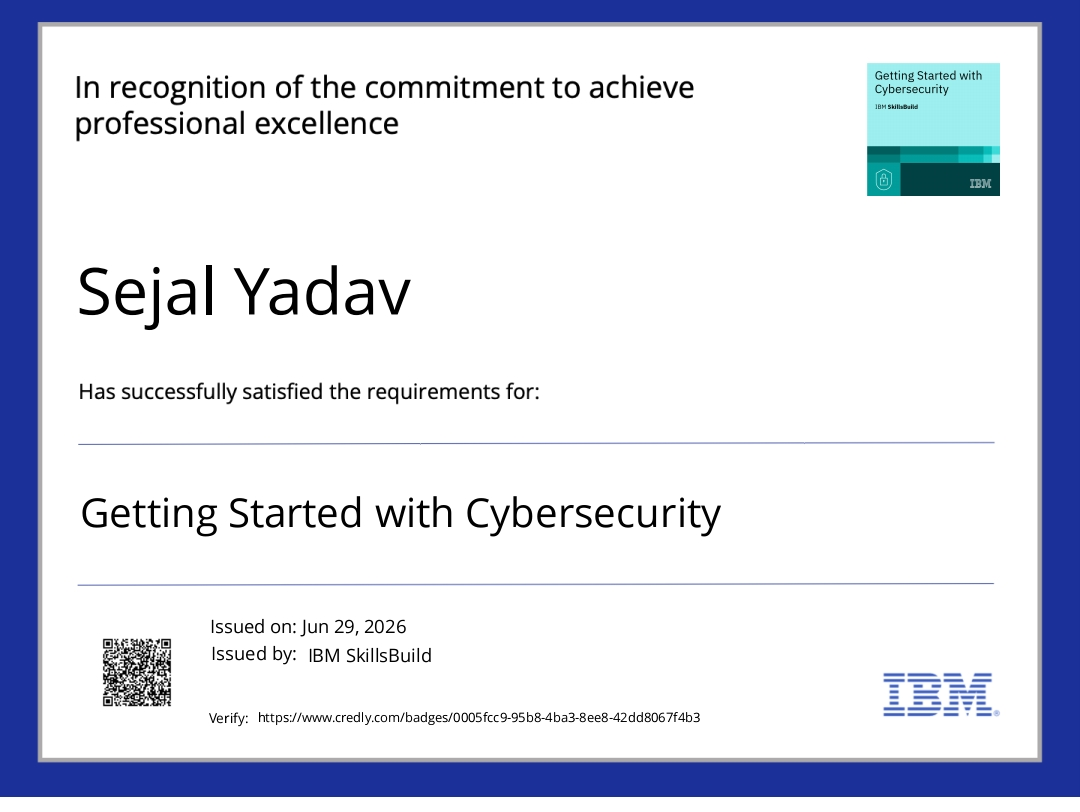 In recognition of the commitment to achieve
professional excellence
Getting Started with
Cybersecurity
IBM SkillsBuild
IBM
Sejal Yadav
Has successfully satisfied the requirements for:
Getting Started with Cybersecurity
Issued on: Jun 29, 2026
Issued by: IBM SkillsBuild
Verify: https://www.credly.com/badges/0005fcc9-95b8-4ba3-8ee8-42dd8067f4b3
IBM®